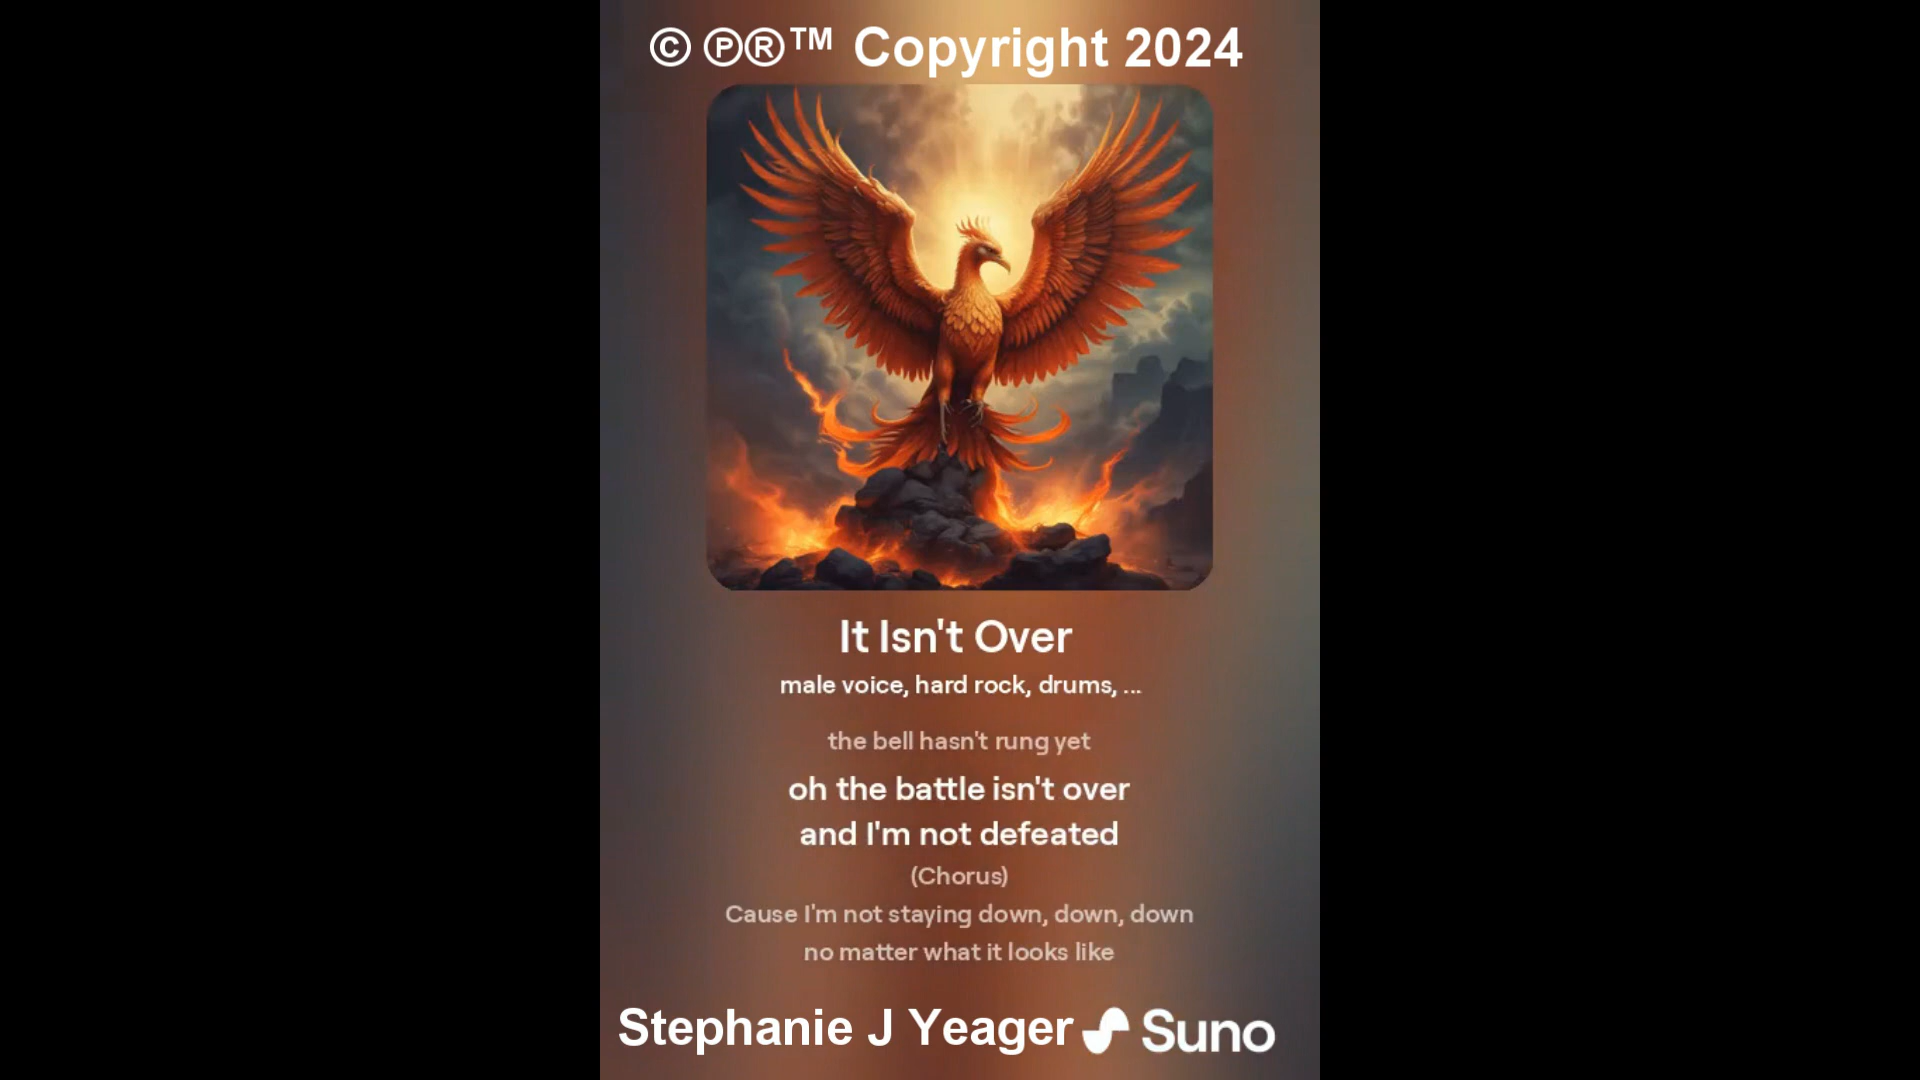 © ℗®™ Copyright 2024
It Isn't Over
male voice, hard rock, drums, ...
the bell hasn't rung yet
oh the battle isn't over
and I'm not defeated
(Chorus)
Cause I'm not staying down, down, down
no matter what it looks like
Stephanie J Yeager Suno